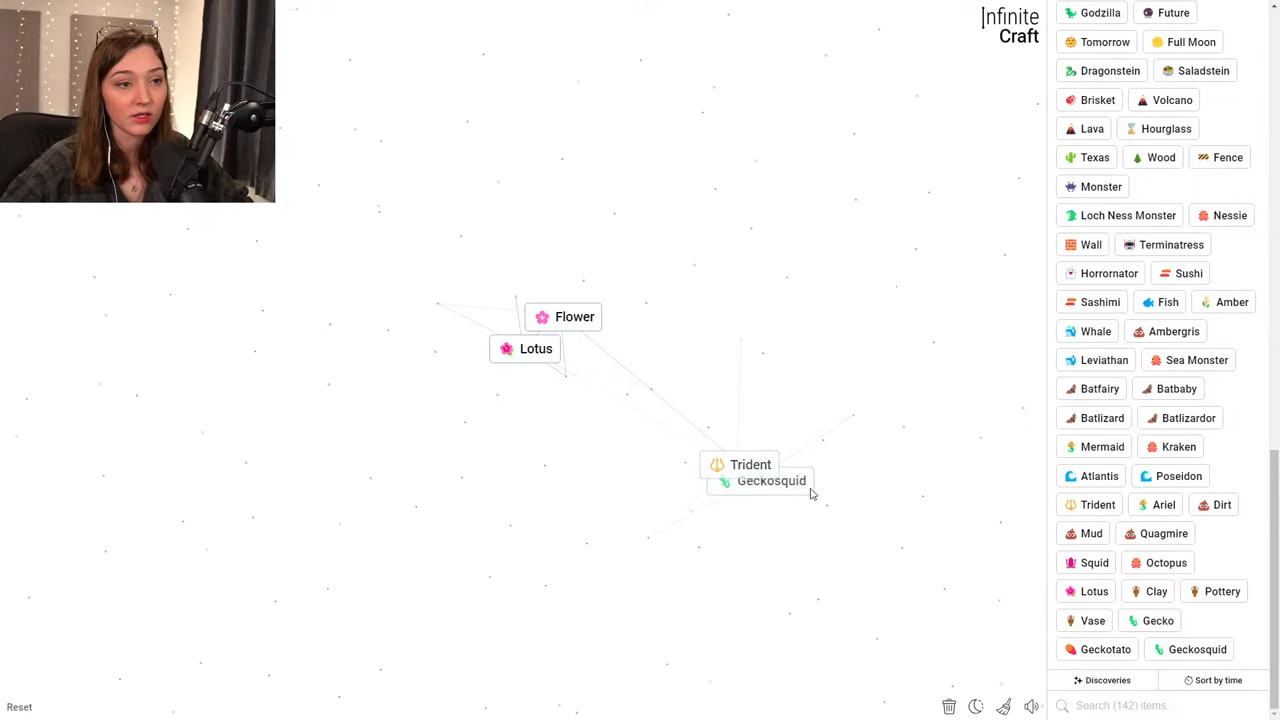 Infinite
Craft
Flower
Lotus
Trident
Geckosquid
Godzilla Future
Tomorrow Full Moon
Dragonstein Saladstein
Brisket Volcano
Lava Hourglass
Texas Wood Fence
Monster
Loch Ness Monster Nessie
Wall Terminatress
Horrornator Sushi
Sashimi Fish Amber
Whale Ambergris
Leviathan Sea Monster
Batfairy Batbaby
Batlizard Batlizardor
Mermaid Kraken
Atlantis Poseidon
Trident Ariel Dirt
Mud Quagmire
Squid Octopus
Lotus Clay Pottery
Vase Gecko
Geckotato Geckosquid
Discoveries Sort by time
Reset
Search (142) items...